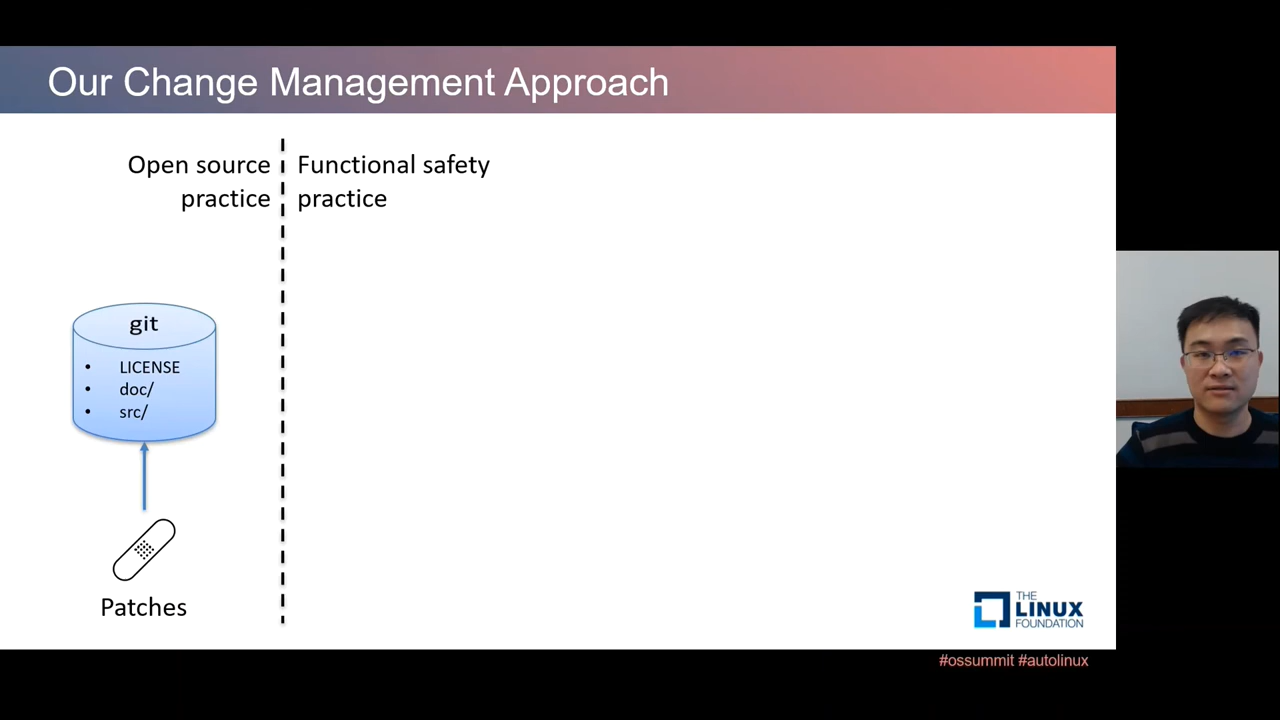 Our Change Management Approach
Open source
practice
Functional safety
practice
git
• LICENSE
• doc/
• src/
Patches
THE
LINUX
FOUNDATION
#ossummit #autolinux